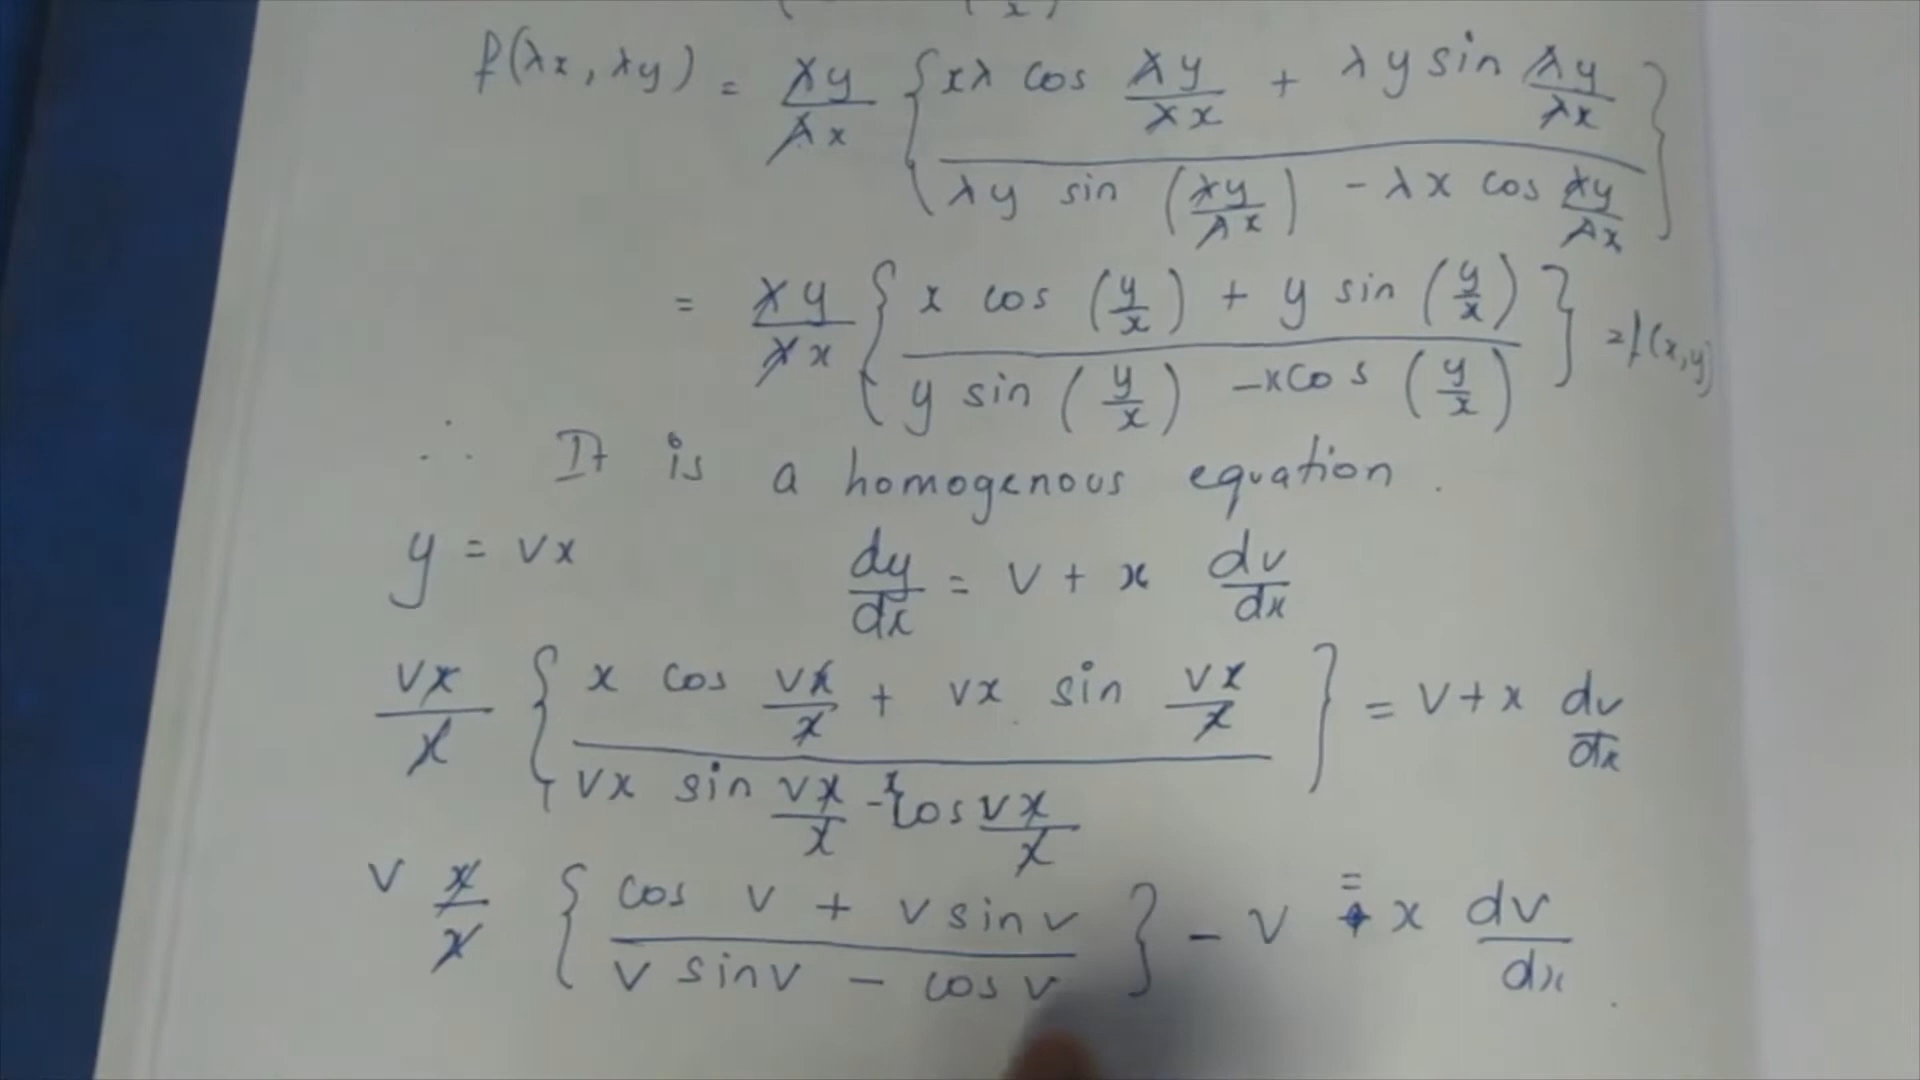 f(λx, λy) = λy/λx { xλ cos λy/λx + λy sin λy/λx / λy sin (λy/λx) - λx cos λy/λx }
= λy/λx { x cos (y/x) + y sin (y/x) / y sin (y/x) - x cos (y/x) } = f(x,y)
∴ It is a homogenous equation.
y = vx dy/dx = v + x dv/dx
vx/x { x cos vx/x + vx sin vx/x / vx sin vx/x - x cos vx/x } = v + x dv/dx
v x/x { cos v + v sin v / v sin v - cos v } - v = x dv/dx